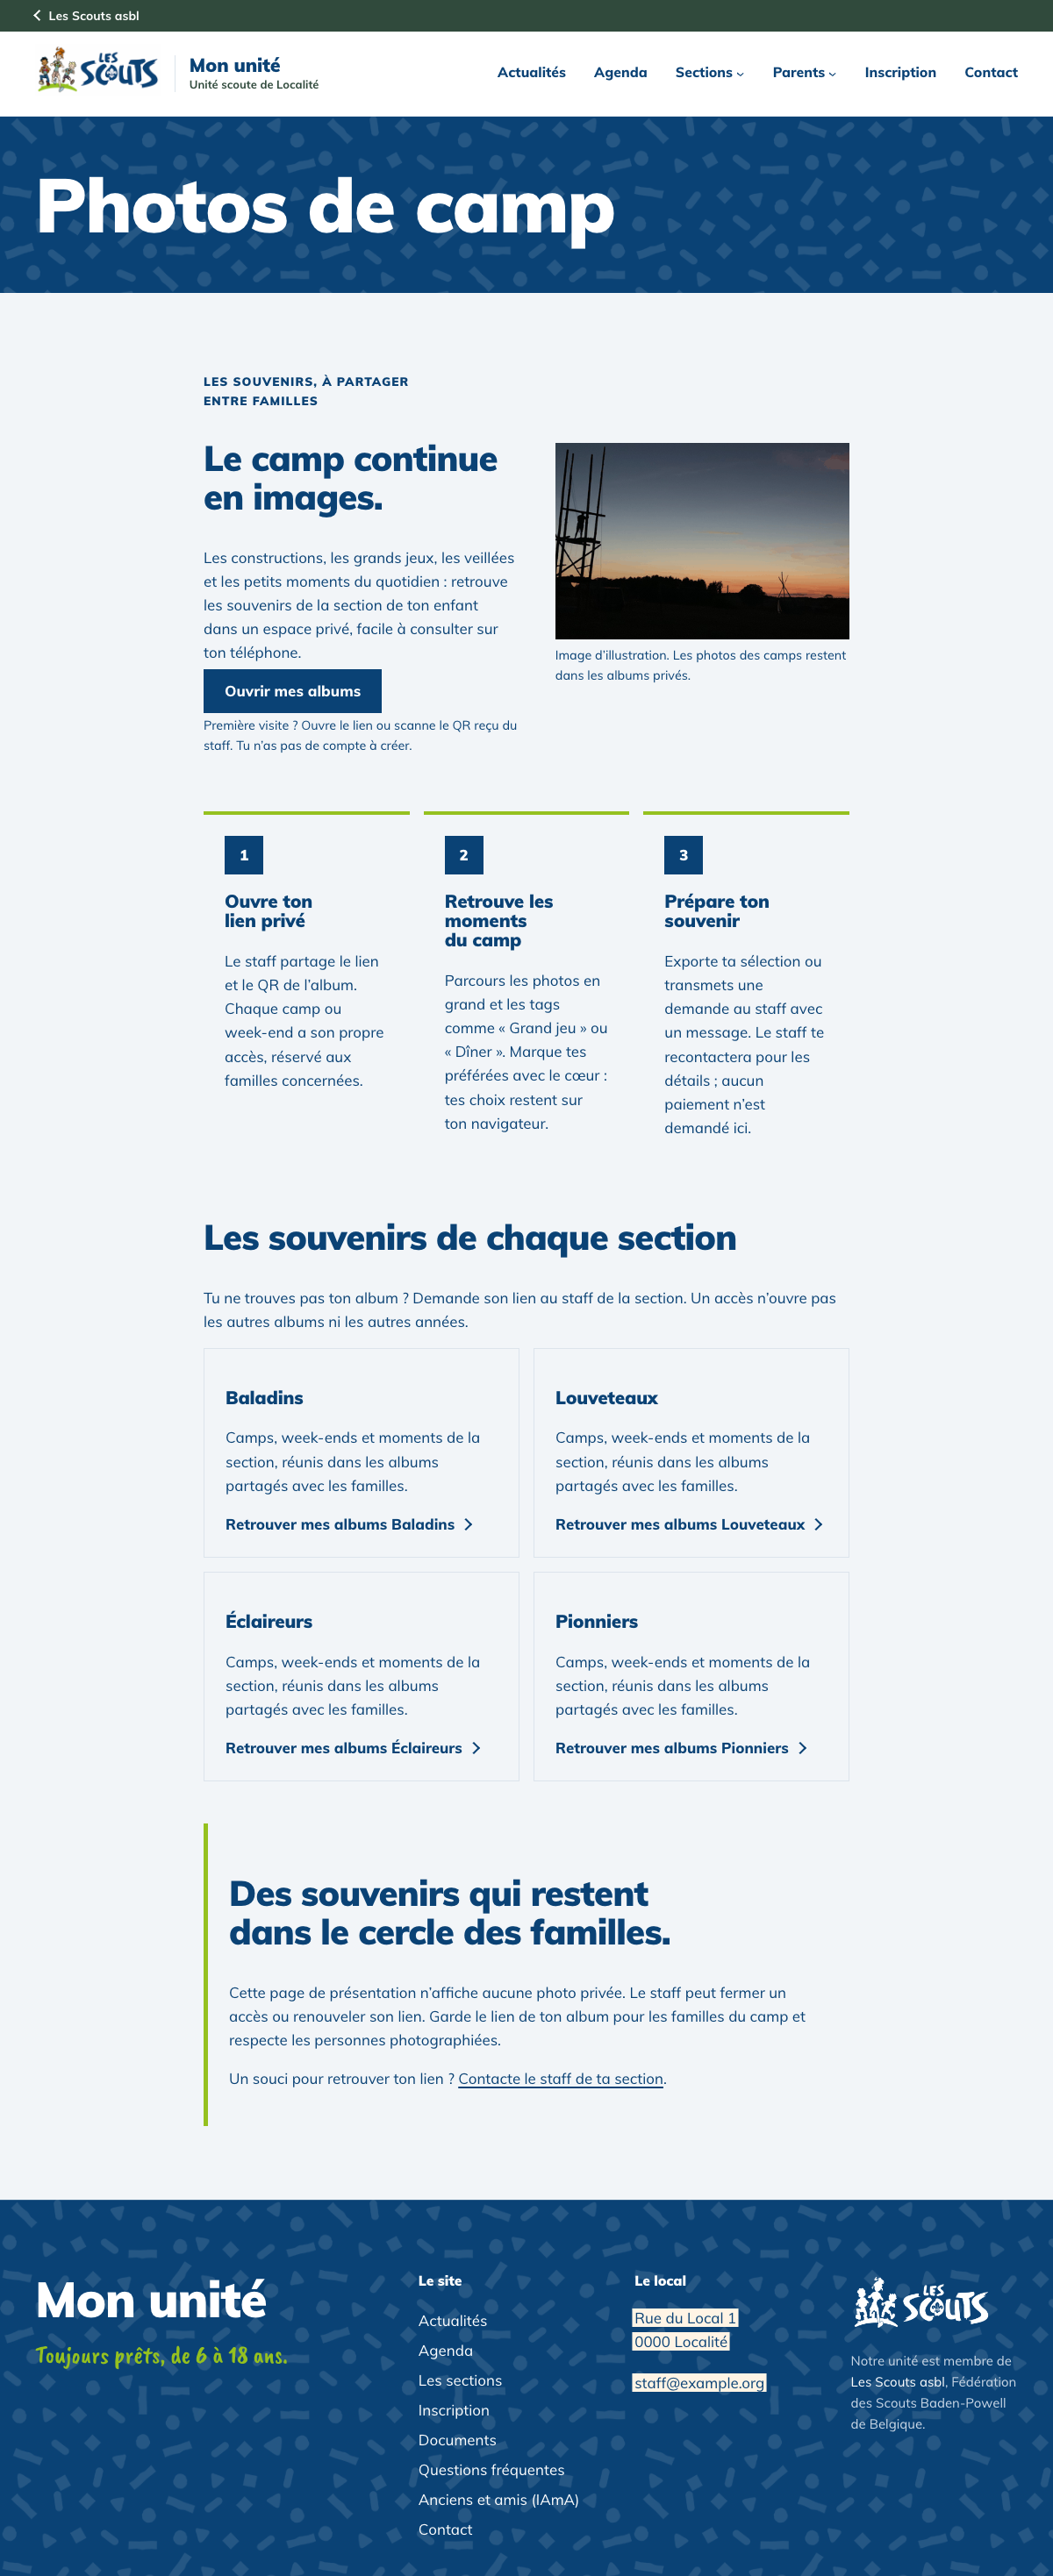 Les Scouts asbl
LES
SCOUTS
Mon unité
Unité scoute de Localité
Actualités
Agenda
Sections
Parents
Inscription
Contact
Photos de camp
LES SOUVENIRS, À PARTAGER
ENTRE FAMILLES
Le camp continue
en images.
Les constructions, les grands jeux, les veillées
et les petits moments du quotidien : retrouve
les souvenirs de la section de ton enfant
dans un espace privé, facile à consulter sur
ton téléphone.
Ouvrir mes albums
Première visite ? Ouvre le lien ou scanne le QR reçu du
staff. Tu n’as pas de compte à créer.
Image d’illustration. Les photos des camps restent
dans les albums privés.
1
Ouvre ton
lien privé
Le staff partage le lien
et le QR de l’album.
Chaque camp ou
week-end a son propre
accès, réservé aux
familles concernées.
2
Retrouve les
moments
du camp
Parcours les photos en
grand et les tags
comme « Grand jeu » ou
« Dîner ». Marque tes
préférées avec le cœur :
tes choix restent sur
ton navigateur.
3
Prépare ton
souvenir
Exporte ta sélection ou
transmets une
demande au staff avec
un message. Le staff te
recontactera pour les
détails ; aucun
paiement n’est
demandé ici.
Les souvenirs de chaque section
Tu ne trouves pas ton album ? Demande son lien au staff de la section. Un accès n’ouvre pas
les autres albums ni les autres années.
Baladins
Camps, week-ends et moments de la
section, réunis dans les albums
partagés avec les familles.
Retrouver mes albums Baladins
Louveteaux
Camps, week-ends et moments de la
section, réunis dans les albums
partagés avec les familles.
Retrouver mes albums Louveteaux
Éclaireurs
Camps, week-ends et moments de la
section, réunis dans les albums
partagés avec les familles.
Retrouver mes albums Éclaireurs
Pionniers
Camps, week-ends et moments de la
section, réunis dans les albums
partagés avec les familles.
Retrouver mes albums Pionniers
Des souvenirs qui restent
dans le cercle des familles.
Cette page de présentation n’affiche aucune photo privée. Le staff peut fermer un
accès ou renouveler son lien. Garde le lien de ton album pour les familles du camp et
respecte les personnes photographiées.
Un souci pour retrouver ton lien ? Contacte le staff de ta section.
Mon unité
Toujours prêts, de 6 à 18 ans.
Le site
Actualités
Agenda
Les sections
Inscription
Documents
Questions fréquentes
Anciens et amis (IAmA)
Contact
Le local
Rue du Local 1
0000 Localité
staff@example.org
LES
SCOUTS
Notre unité est membre de
Les Scouts asbl, Fédération
des Scouts Baden-Powell
de Belgique.